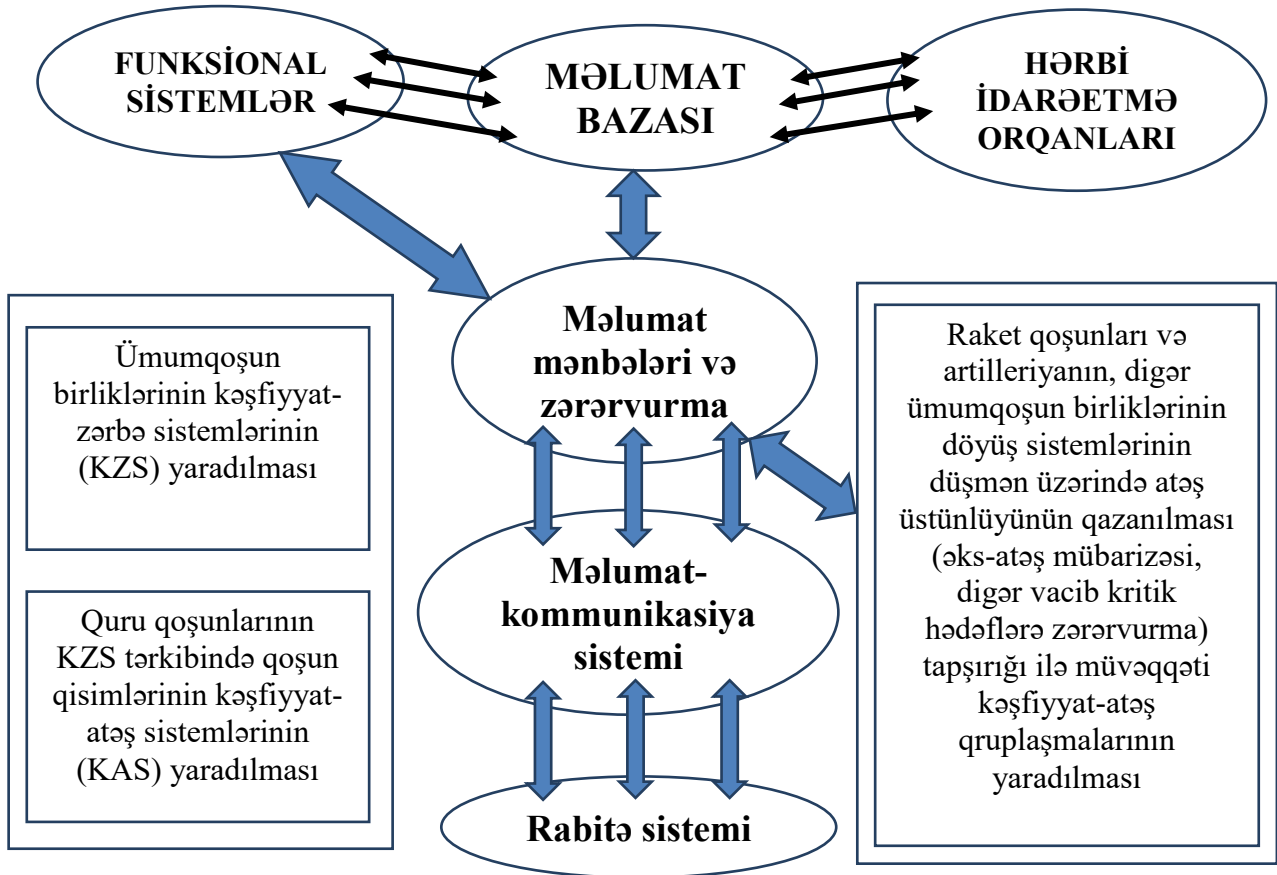 FUNKSİONAL
SİSTEMLƏR
MƏLUMAT
BAZASI
HƏRBİ
İDARƏETMƏ
ORQANLARI
Məlumat
mənbələri və
zərərvurma
Ümumqoşun
birliklərinin kəşfiyyat-
zərbə sistemlərinin
(KZS) yaradılması
Quru qoşunlarının
KZS tərkibində qoşun
qisimlərinin kəşfiyyat-
atəş sistemlərinin
(KAS) yaradılması
Məlumat-
kommunikasiya
sistemi
Rabitə sistemi
Raket qoşunları və
artilleriyanın, digər
ümumqoşun birliklərinin
döyüş sistemlərinin
düşmən üzərində atəş
üstünlüyünün qazanılması
(əks-atəş mübarizəsi,
digər vacib kritik
hədəflərə zərərvurma)
tapşırığı ilə müvəqqəti
kəşfiyyat-atəş
qruplaşmalarının
yaradılması